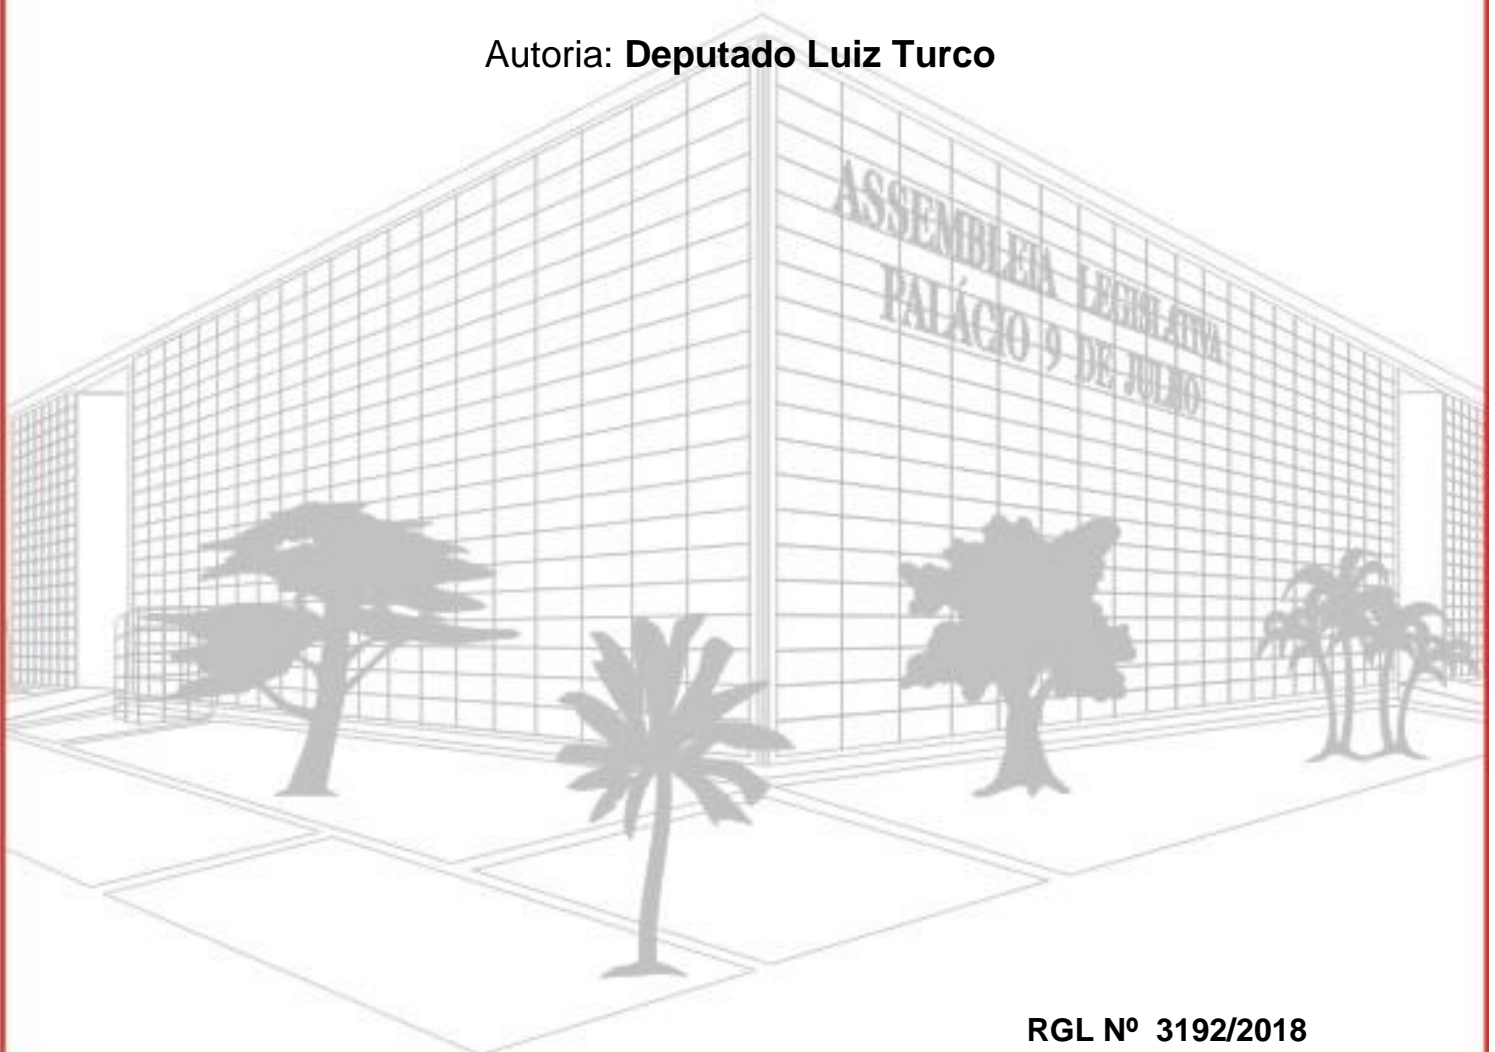 Autoria: Deputado Luiz Turco
ASSEMBLEIA LEGISLATIVA
PALÁCIO 9 DE JULHO
RGL Nº 3192/2018